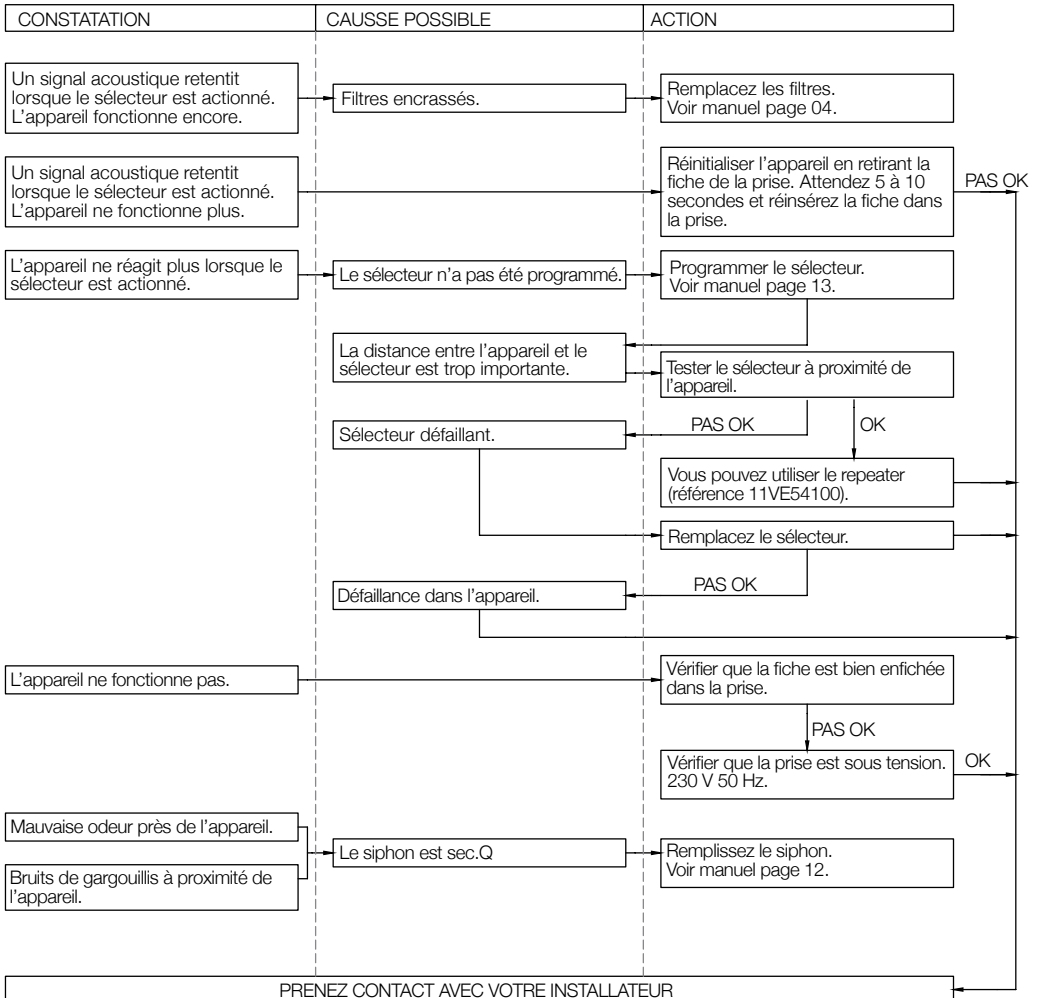 CONSTATATION
CAUSSE POSSIBLE
ACTION
Un signal acoustique retentit
lorsque le sélecteur est actionné.
L'appareil fonctionne encore.
Filtres encrassés.
Remplacez les filtres.
Voir manuel page 04.
Un signal acoustique retentit
lorsque le sélecteur est actionné.
L'appareil ne fonctionne plus.
Réinitialiser l'appareil en retirant la
fiche de la prise. Attendez 5 à 10
secondes et réinsérez la fiche dans
la prise.
PAS OK
L'appareil ne réagit plus lorsque le
sélecteur est actionné.
Le sélecteur n'a pas été programmé.
Programmer le sélecteur.
Voir manuel page 13.
La distance entre l'appareil et le
sélecteur est trop importante.
Tester le sélecteur à proximité de
l'appareil.
PAS OK
OK
Sélecteur défaillant.
Vous pouvez utiliser le repeater
(référence 11VE54100).
Remplacez le sélecteur.
PAS OK
Défaillance dans l'appareil.
L'appareil ne fonctionne pas.
Vérifier que la fiche est bien enfichée
dans la prise.
PAS OK
Vérifier que la prise est sous tension.
230 V 50 Hz.
OK
Mauvaise odeur près de l'appareil.
Bruits de gargouillis à proximité de
l'appareil.
Le siphon est sec.Q
Remplissez le siphon.
Voir manuel page 12.
PRENEZ CONTACT AVEC VOTRE INSTALLATEUR